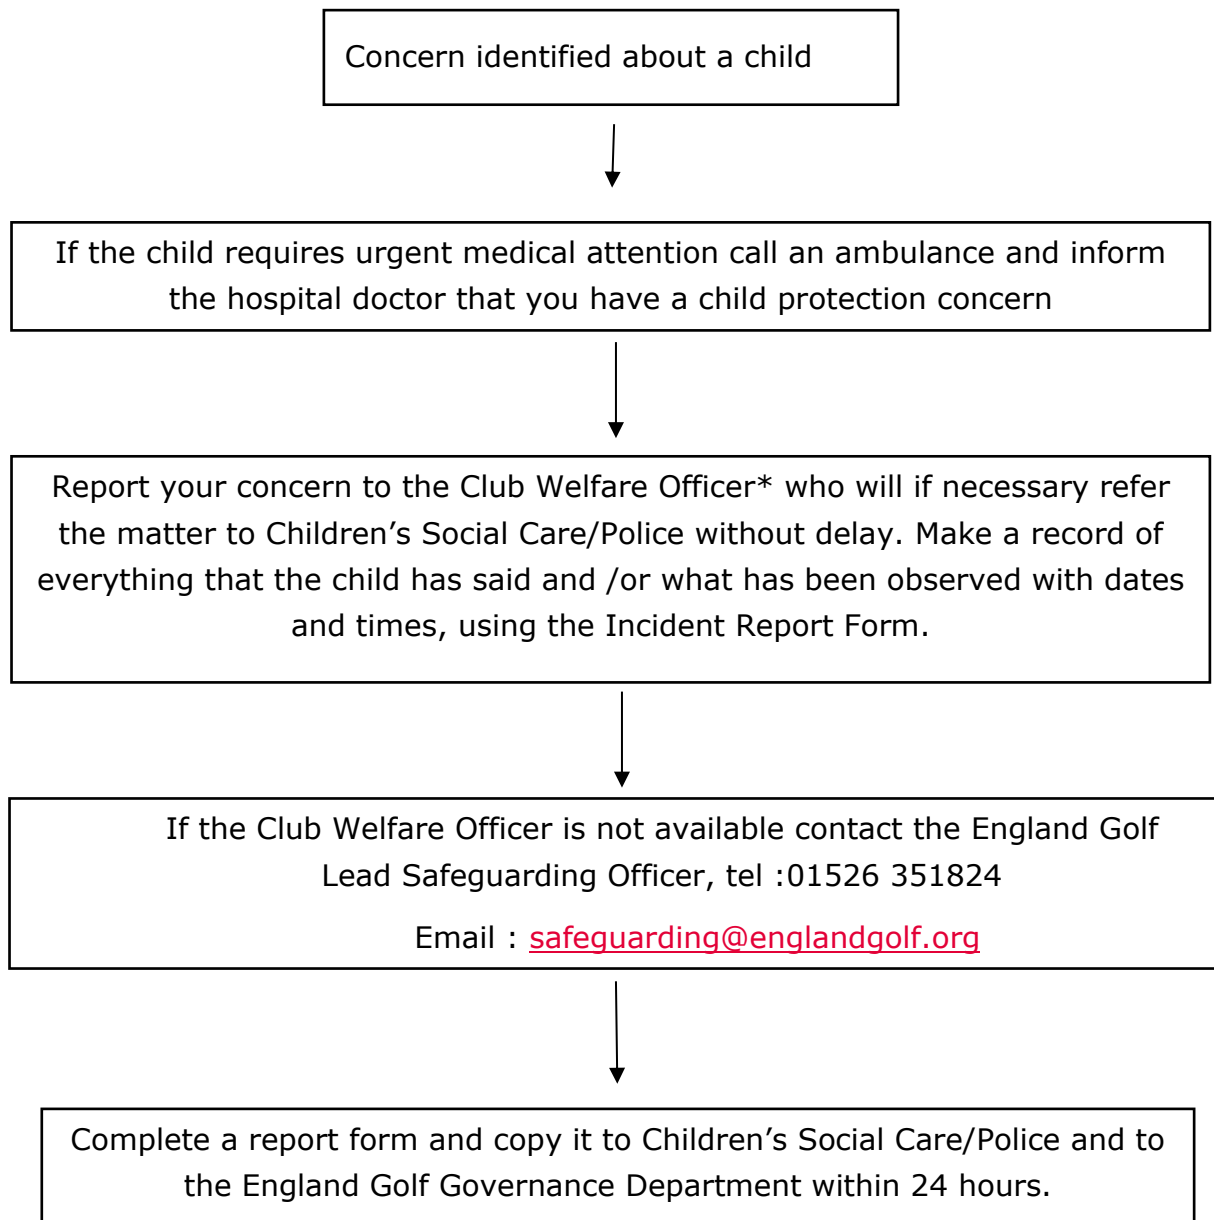 Concern identified about a child
If the child requires urgent medical attention call an ambulance and inform
the hospital doctor that you have a child protection concern
Report your concern to the Club Welfare Officer* who will if necessary refer
the matter to Children’s Social Care/Police without delay. Make a record of
everything that the child has said and /or what has been observed with dates
and times, using the Incident Report Form.
If the Club Welfare Officer is not available contact the England Golf
Lead Safeguarding Officer, tel :01526 351824
Email : safeguarding@englandgolf.org
Complete a report form and copy it to Children’s Social Care/Police and to
the England Golf Governance Department within 24 hours.